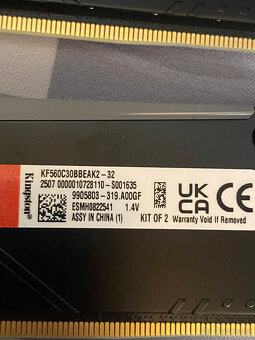 Kingston
KF560C30BBEAK2-32
2507 0000010728110-S001635
9905803-319.A00GF
ESMH0822541 1.4V
ASSY IN CHINA (1) KIT OF 2
UK
CA
CE
Warranty Void If Removed